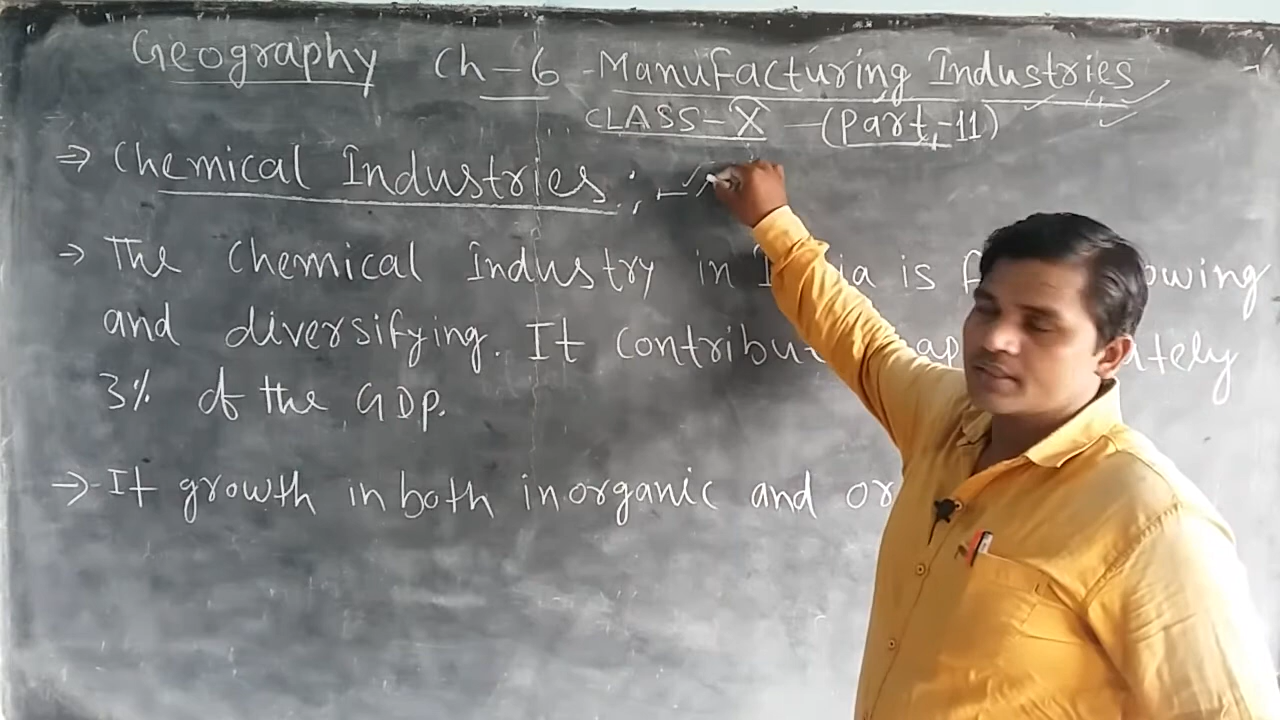 Geography Ch-6 - Manufacturing Industries
CLASS-X - (Part,-11)
⇒ Chemical Industries:,-
→ The Chemical Industry in is
and diversifying. It
3% of the GDP.
→ - It growth in both inorganic and